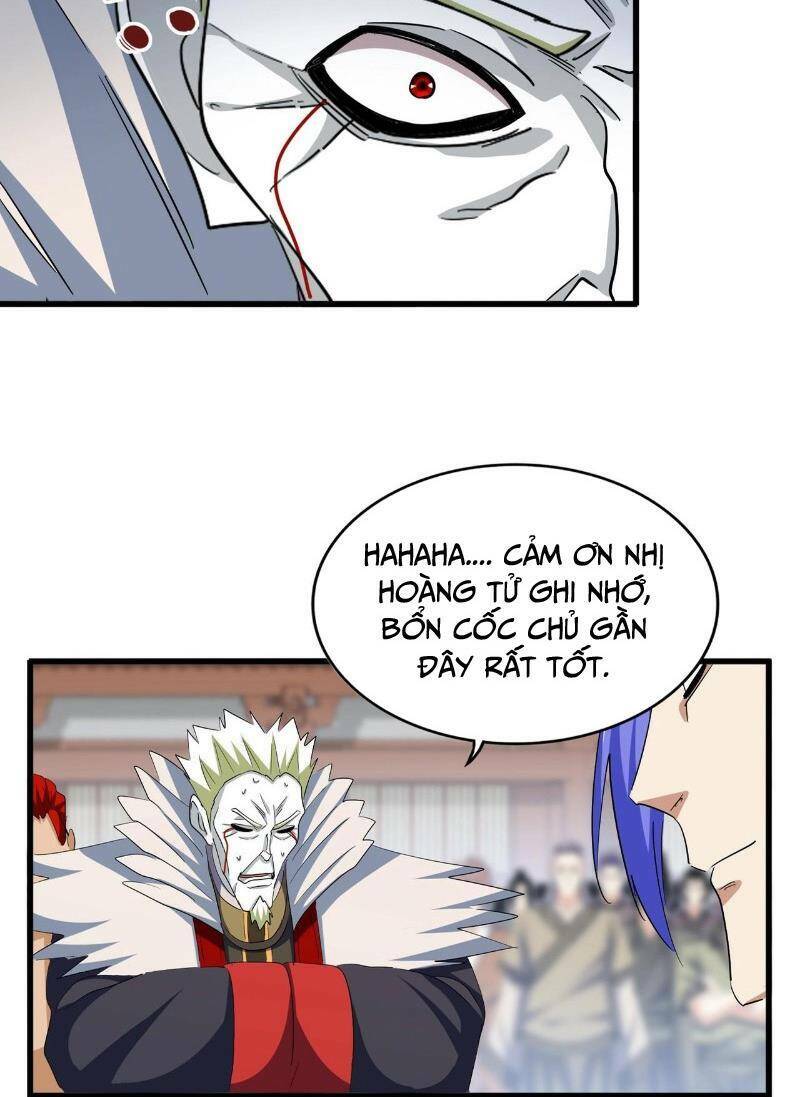 HAHAHA.... CẢM ƠN NHỊ
HOÀNG TỬ GHI NHỚ,
BỔN CỐC CHỦ GẦN
ĐÂY RẤT TỐT.